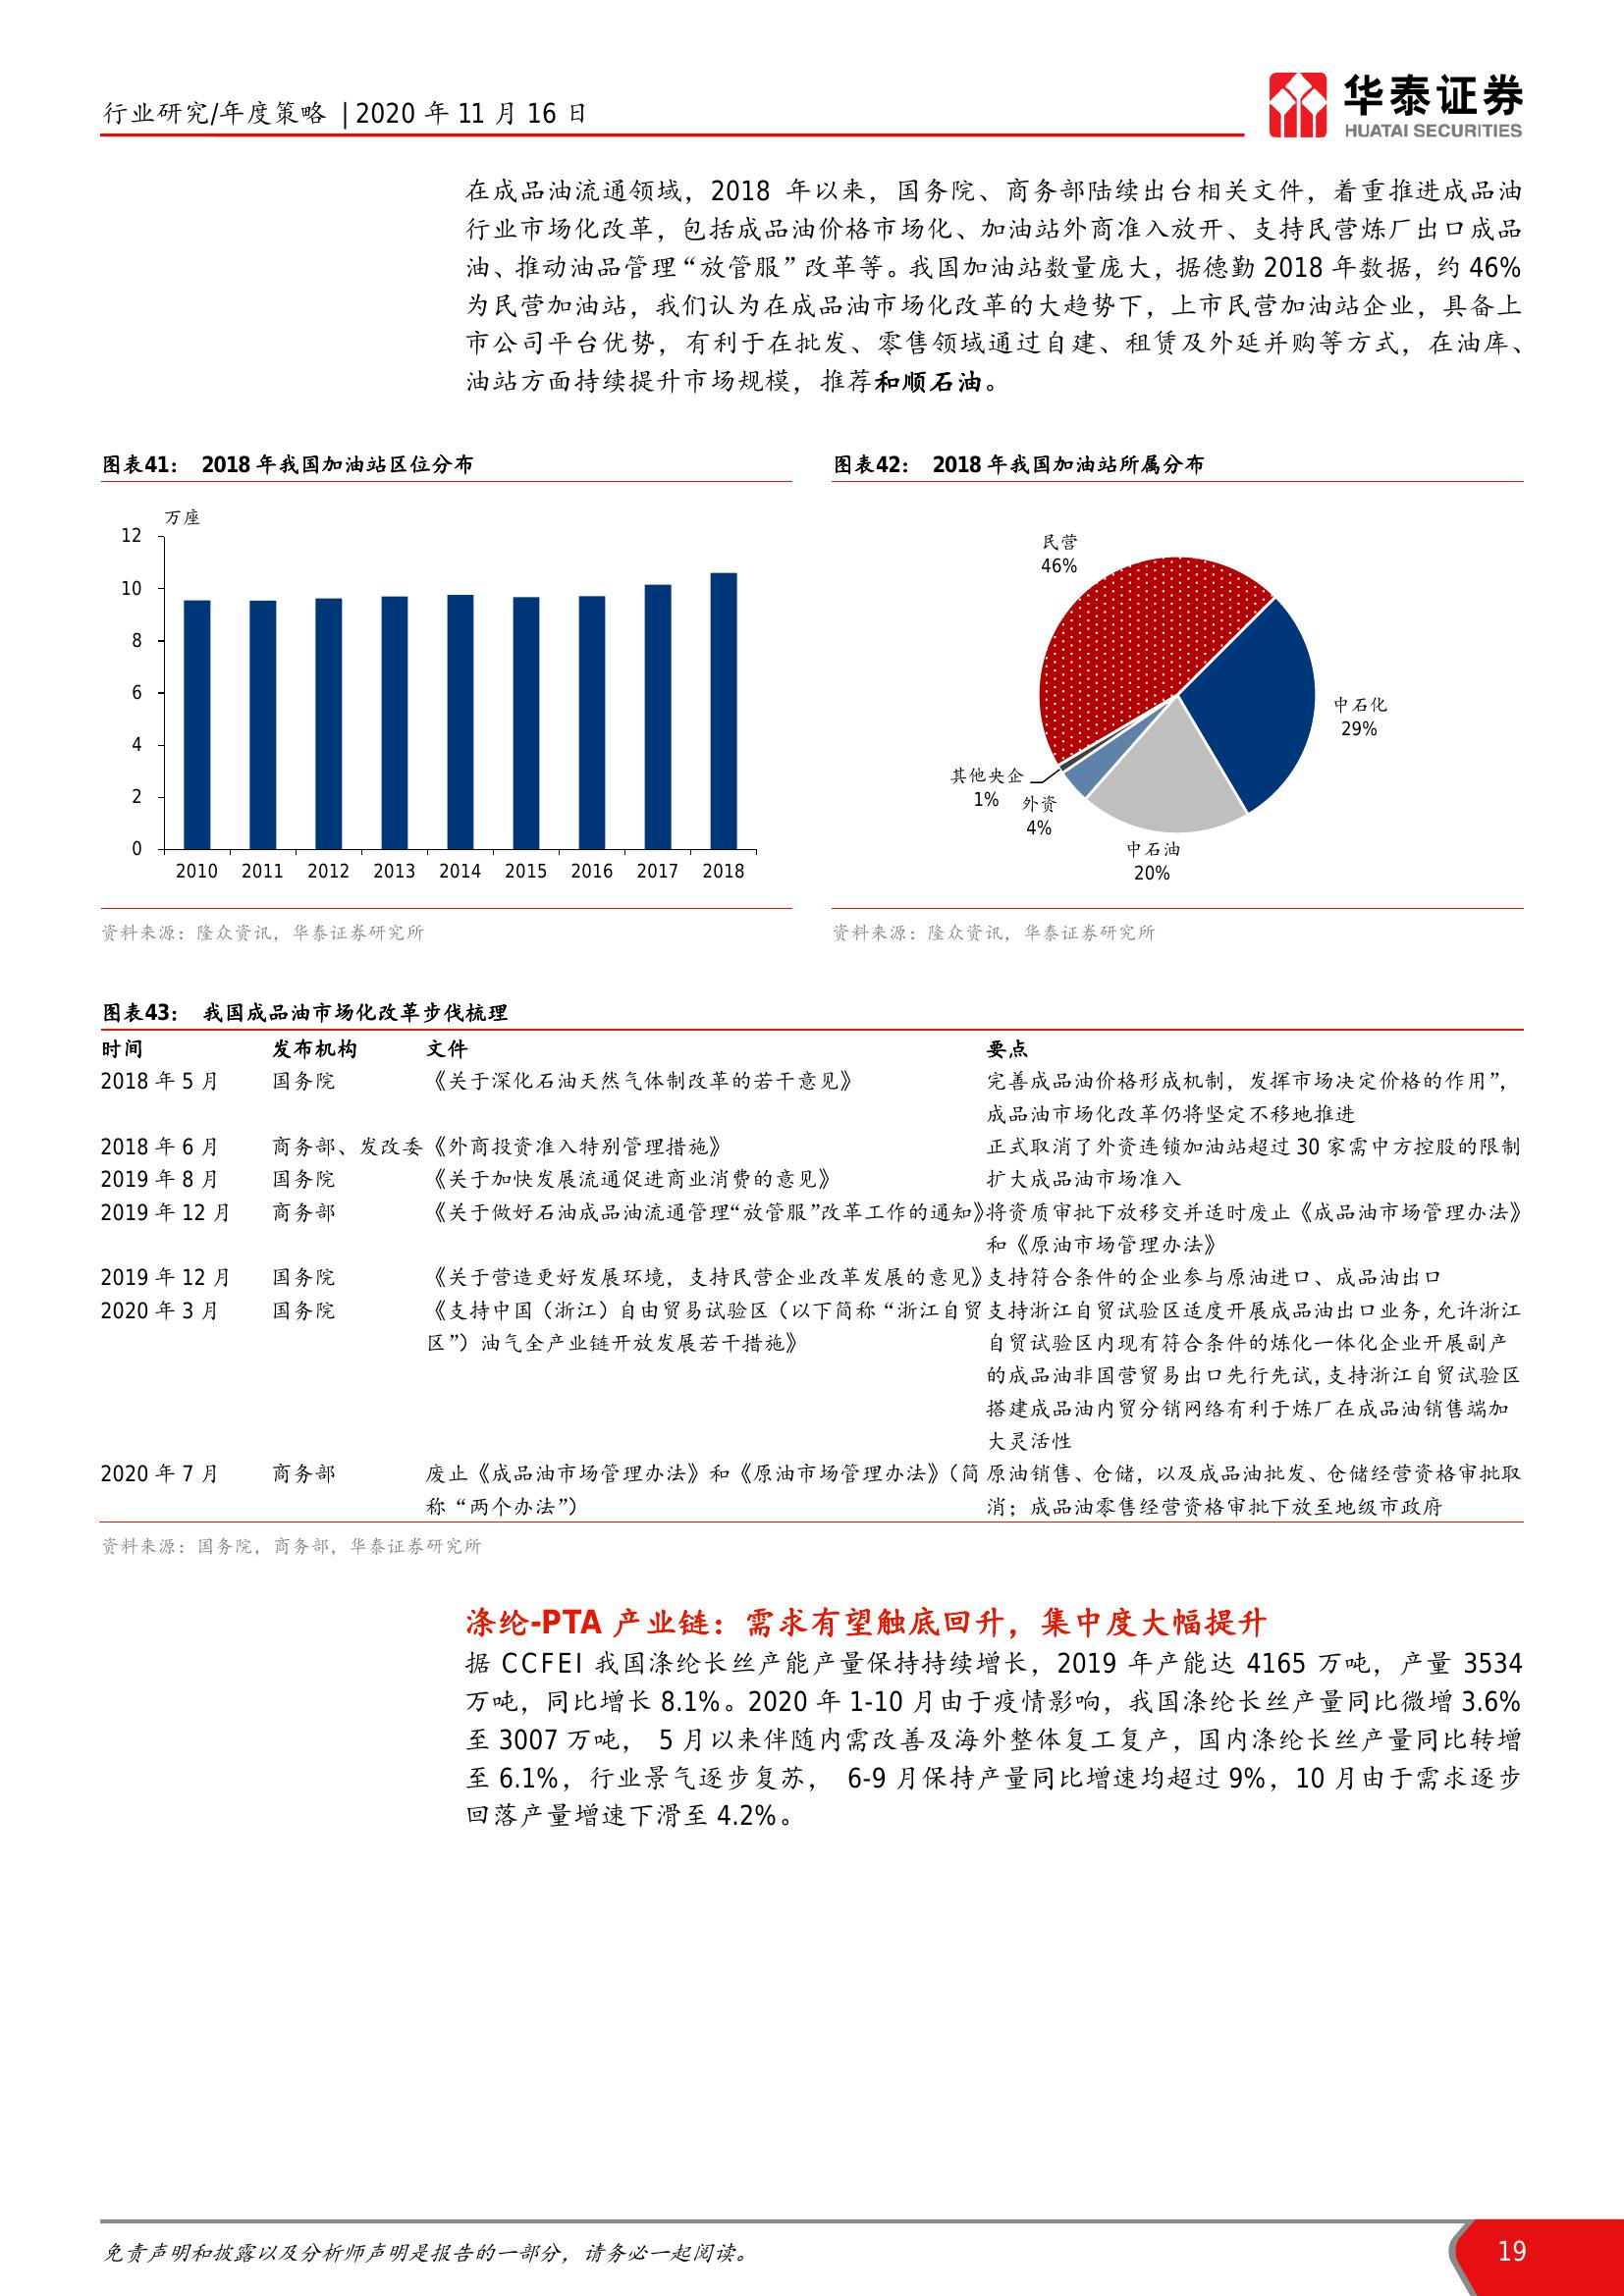 行业研究/年度策略 | 2020 年 11 月 16 日
华泰证券
HUATAI SECURITIES
在成品油流通领域，2018 年以来，国务院、商务部陆续出台相关文件，着重推进成品油
行业市场化改革，包括成品油价格市场化、加油站外商准入放开、支持民营炼厂出口成品
油、推动油品管理“放管服”改革等。我国加油站数量庞大，据德勤 2018 年数据，约 46%
为民营加油站，我们认为在成品油市场化改革的大趋势下，上市民营加油站企业，具备上
市公司平台优势，有利于在批发、零售领域通过自建、租赁及外延并购等方式，在油库、
油站方面持续提升市场规模，推荐和顺石油。
图表41： 2018 年我国加油站区位分布
万座
12
10
8
6
4
2
0
2010 2011 2012 2013 2014 2015 2016 2017 2018
资料来源：隆众资讯，华泰证券研究所
图表42： 2018 年我国加油站所属分布
民营
46%
中石化
29%
其他央企
1%
外资
4%
中石油
20%
资料来源：隆众资讯，华泰证券研究所
图表43： 我国成品油市场化改革步伐梳理
时间 发布机构 文件 要点
2018 年 5 月 国务院 《关于深化石油天然气体制改革的若干意见》 完善成品油价格形成机制，发挥市场决定价格的作用”，
成品油市场化改革仍将坚定不移地推进
2018 年 6 月 商务部、发改委《外商投资准入特别管理措施》 正式取消了外资连锁加油站超过 30 家需中方控股的限制
2019 年 8 月 国务院 《关于加快发展流通促进商业消费的意见》 扩大成品油市场准入
2019 年 12 月 商务部 《关于做好石油成品油流通管理“放管服”改革工作的通知》将资质审批下放移交并适时废止《成品油市场管理办法》
和《原油市场管理办法》
2019 年 12 月 国务院 《关于营造更好发展环境，支持民营企业改革发展的意见》支持符合条件的企业参与原油进口、成品油出口
2020 年 3 月 国务院 《支持中国（浙江）自由贸易试验区（以下简称“浙江自贸 支持浙江自贸试验区适度开展成品油出口业务,允许浙江
区”）油气全产业链开放发展若干措施》 自贸试验区内现有符合条件的炼化一体化企业开展副产
的成品油非国营贸易出口先行先试,支持浙江自贸试验区
搭建成品油内贸分销网络有利于炼厂在成品油销售端加
大灵活性
2020 年 7 月 商务部 废止《成品油市场管理办法》和《原油市场管理办法》（简 原油销售、仓储，以及成品油批发、仓储经营资格审批取
称“两个办法”） 消；成品油零售经营资格审批下放至地级市政府
资料来源：国务院，商务部，华泰证券研究所
涤纶-PTA 产业链：需求有望触底回升，集中度大幅提升
据 CCFEI 我国涤纶长丝产能产量保持持续增长，2019 年产能达 4165 万吨，产量 3534
万吨，同比增长 8.1%。2020 年 1-10 月由于疫情影响，我国涤纶长丝产量同比微增 3.6%
至 3007 万吨， 5 月以来伴随内需改善及海外整体复工复产，国内涤纶长丝产量同比转增
至 6.1%，行业景气逐步复苏， 6-9 月保持产量同比增速均超过 9%，10 月由于需求逐步
回落产量增速下滑至 4.2%。
免责声明和披露以及分析师声明是报告的一部分，请务必一起阅读。
19